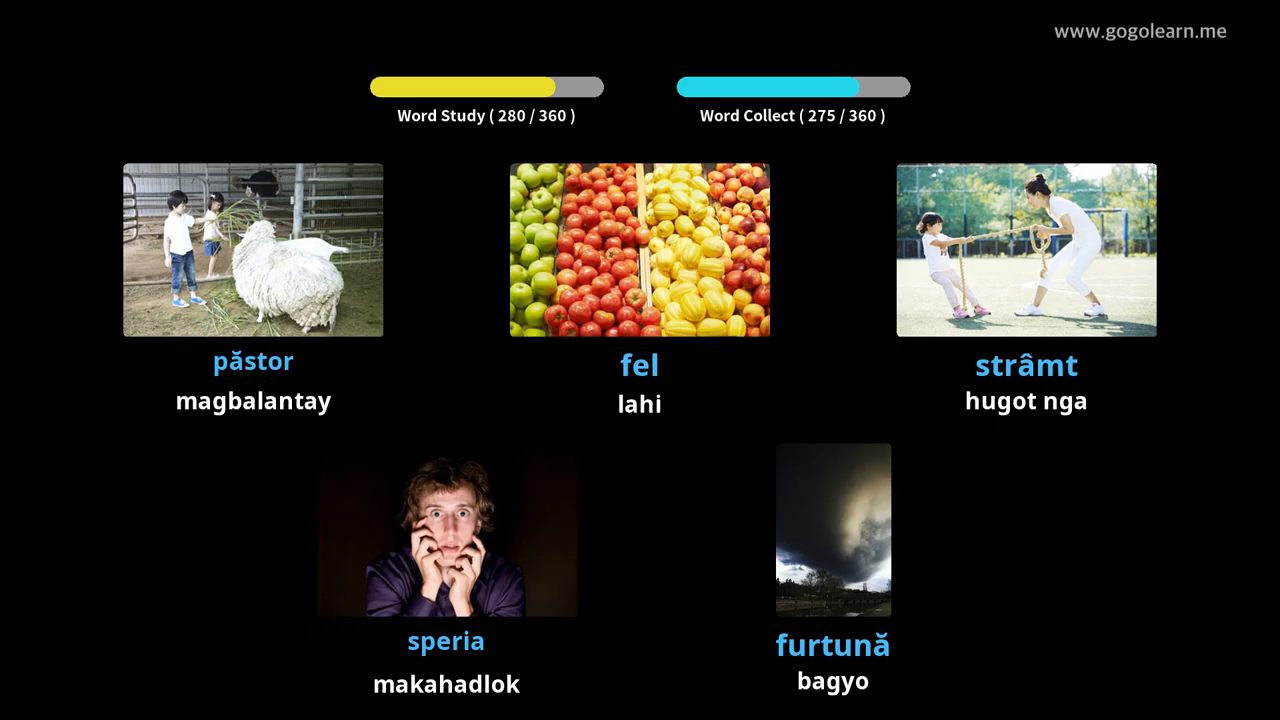 www.gogolearn.me
Word Study ( 280 / 360 )
Word Collect ( 275 / 360 )
păstor
magbalantay
fel
lahi
strâmt
hugot nga
speria
makahadlok
furtună
bagyo